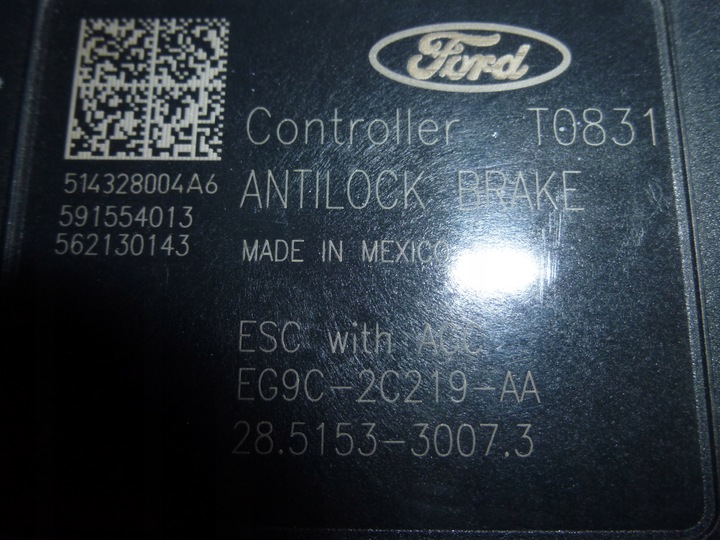 Ford
Controller T0831
514328004A6
ANTILOCK BRAKE
591554013
562130143
MADE IN MEXICO
ESC with ACC
EG9C-2C219-AA
28.5153-3007.3